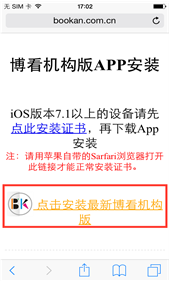 无 SIM 卡 17:02
bookan.com.cn
博看机构版APP安装
iOS版本7.1以上的设备请先
点此安装证书，再下载App
安装
注：请用苹果自带的Sarfari浏览器打开
此链接才能正常安装证书。
BK 点击安装最新博看机构
版